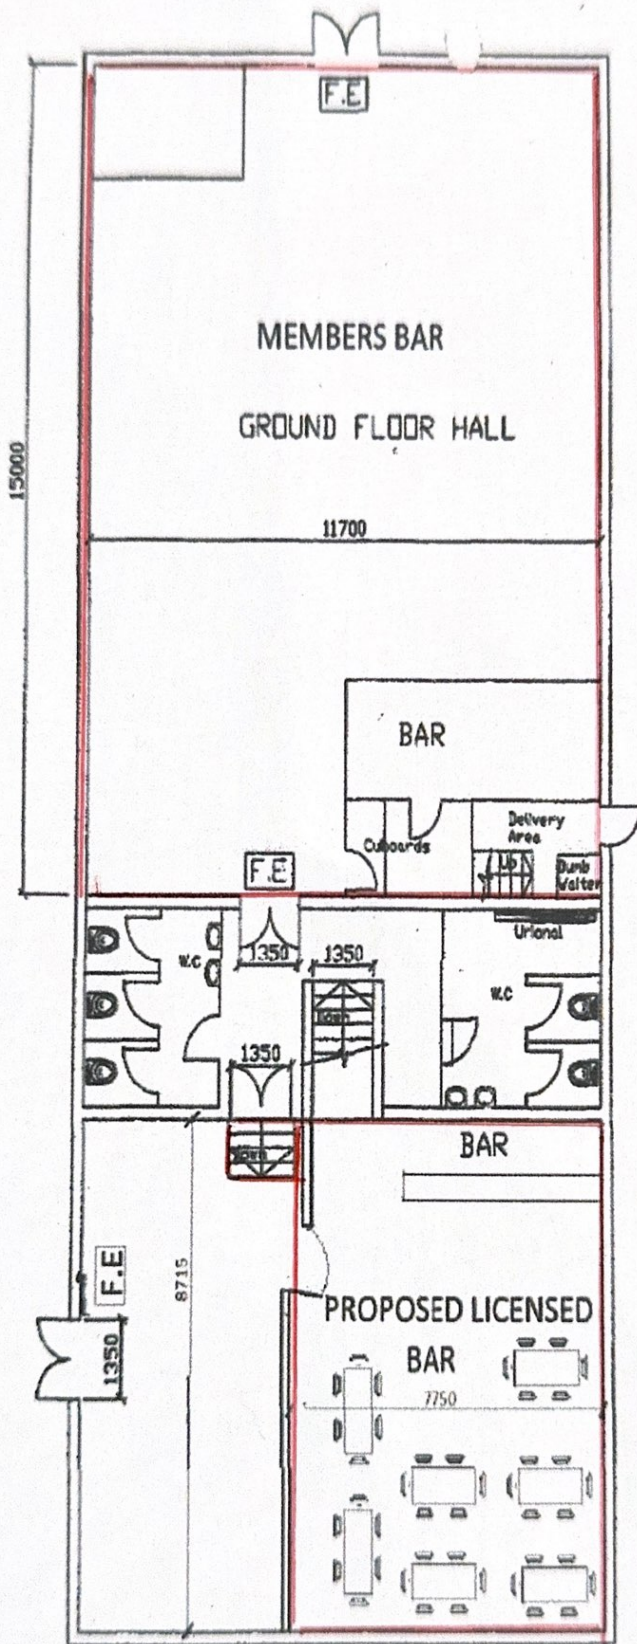 F.E
MEMBERS BAR
GROUND FLOOR HALL
15000
11700
BAR
Delivery
Area
Cupboards
Up
Dumb
Waiter
F.E
Urional
1350
1350
W.C
W.C
1350
BAR
F.E
8715
PROPOSED LICENSED
BAR
1350
7750